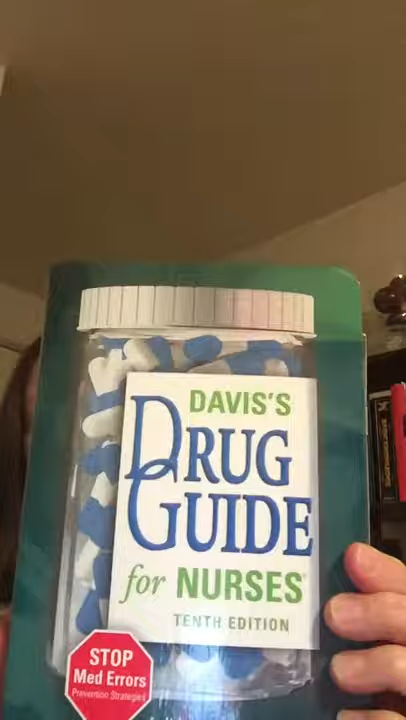 DAVIS'S
DRUG
GUIDE
for NURSES
TENTH EDITION
STOP
Med Errors
Prevention Strategies